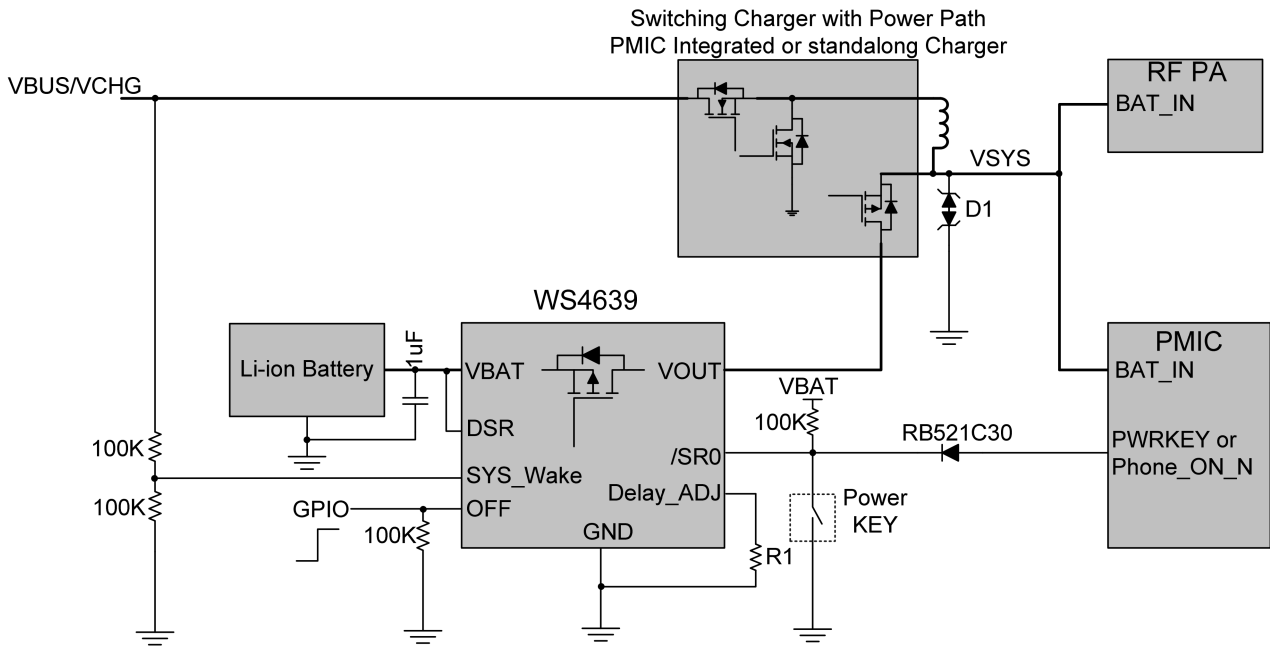 Switching Charger with Power Path
PMIC Integrated or standalong Charger
VBUS/VCHG
RF PA
BAT_IN
VSYS
D1
WS4639
Li-ion Battery
1uF
VBAT
VOUT
DSR
/SR0
SYS_Wake
Delay_ADJ
OFF
GND
VBAT
100K
RB521C30
PMIC
BAT_IN
PWRKEY or
Phone_ON_N
100K
100K
GPIO
100K
Power
KEY
R1